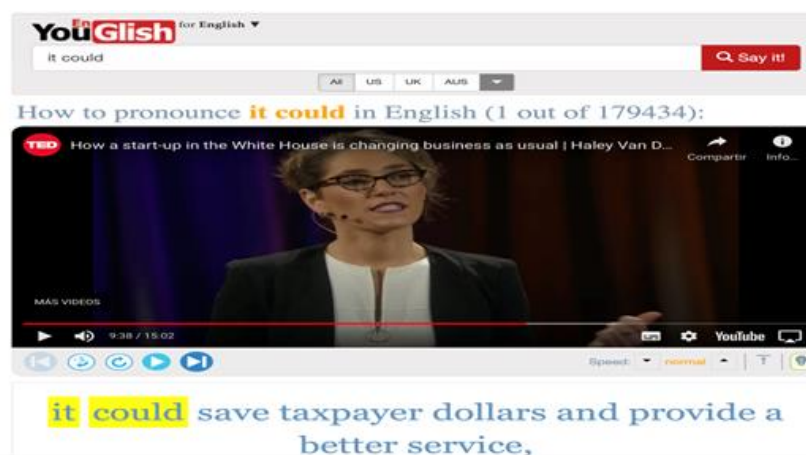 YouGlish En for English ▼
it could
Say it!
All US UK AUS
How to pronounce it could in English (1 out of 179434):
TED How a start-up in the White House is changing business as usual | Haley Van D...
Compartir Info...
MÁS VIDEOS
9:38 / 15:02 YouTube
Speed: normal
it could save taxpayer dollars and provide a
better service,